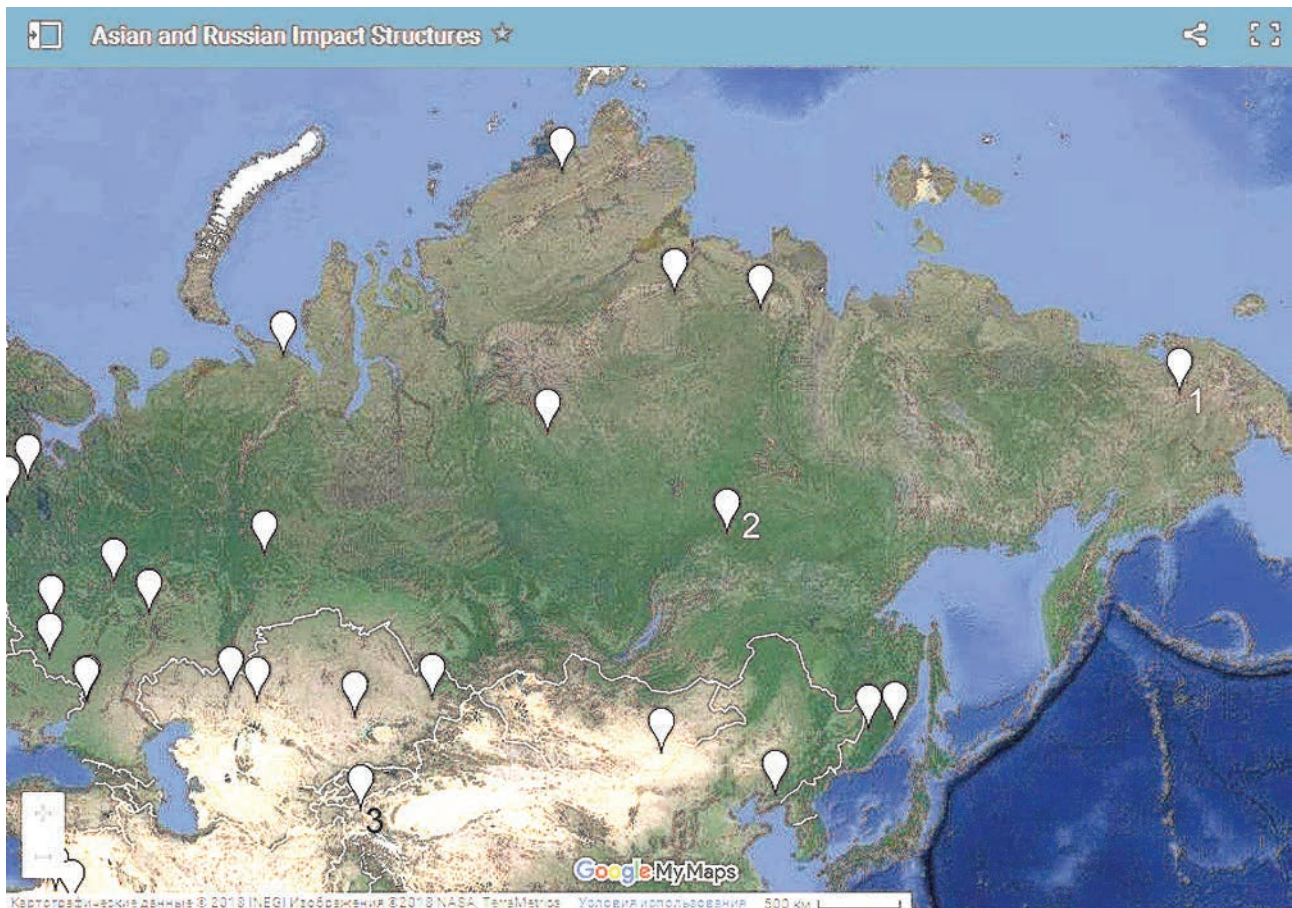 Asian and Russian Impact Structures
1
2
3
Google My Maps
Картографические данные © 2018 INEGI Изображения ©2018 NASA, TerraMetrics Условия использования 500 км